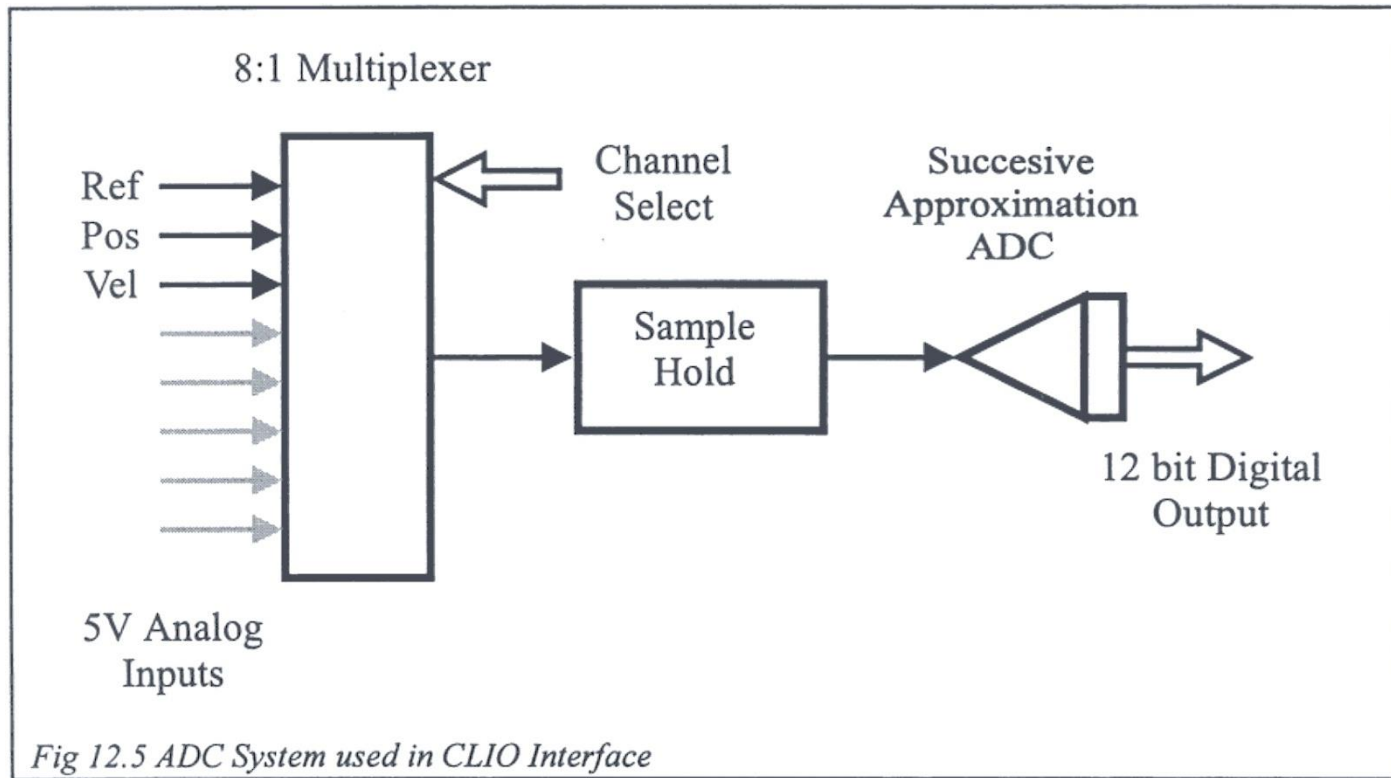 8:1 Multiplexer
Ref
Pos
Vel
Channel
Select
Succesive
Approximation
ADC
Sample
Hold
12 bit Digital
Output
5V Analog
Inputs
Fig 12.5 ADC System used in CLIO Interface